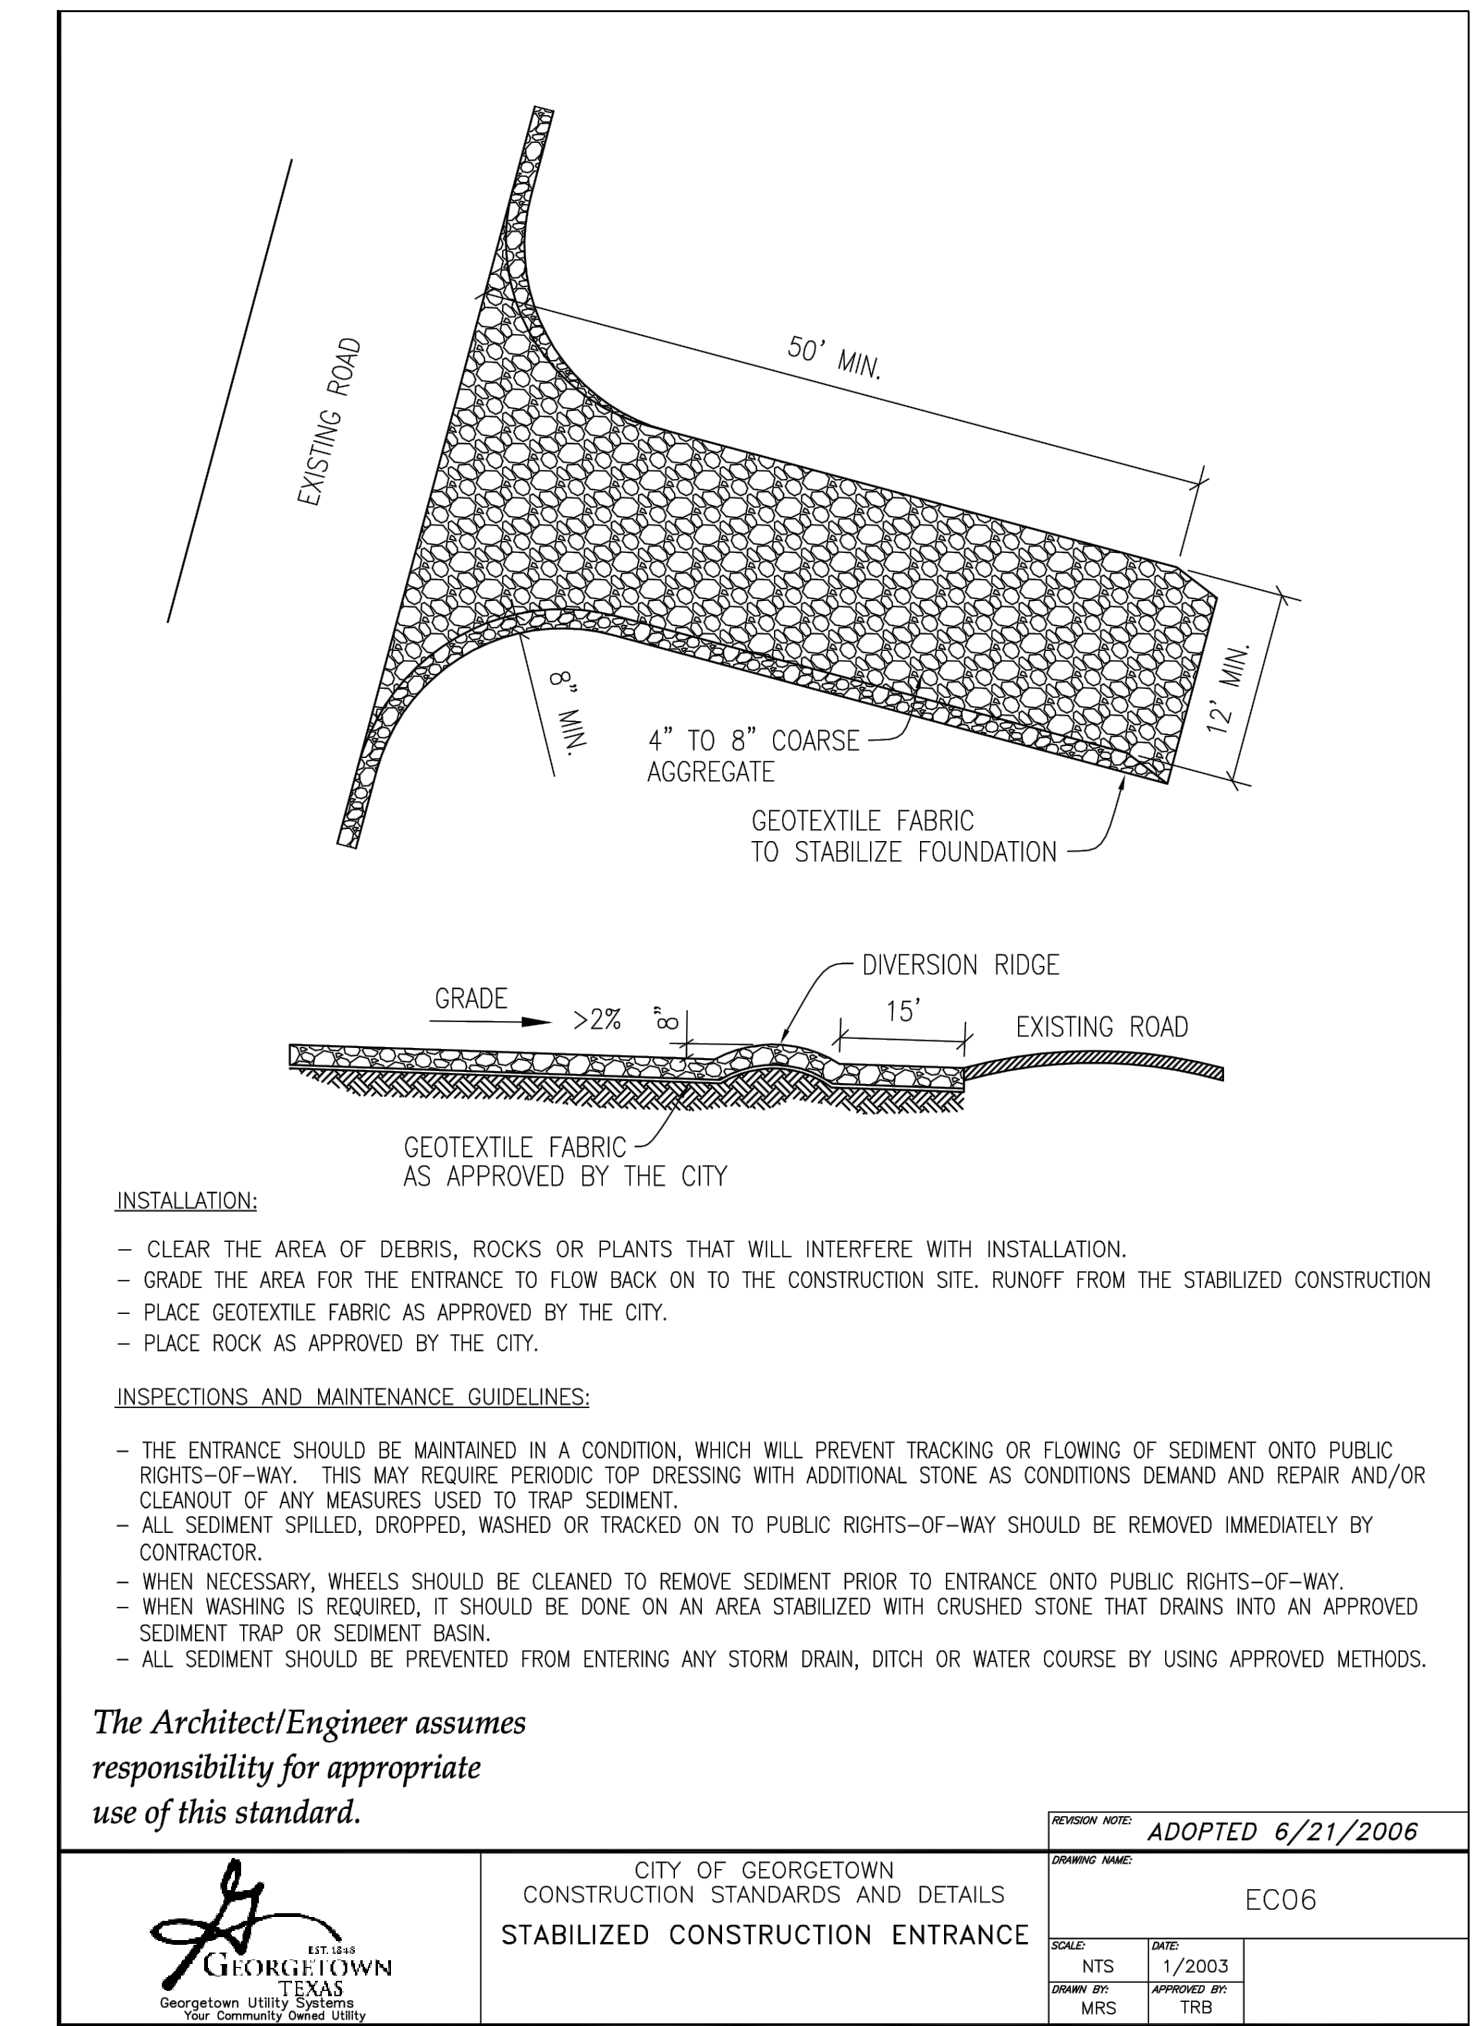 50' MIN.
EXISTING ROAD
12' MIN.
8" MIN.
4" TO 8" COARSE
AGGREGATE
GEOTEXTILE FABRIC
TO STABILIZE FOUNDATION
DIVERSION RIDGE
GRADE
>2%
8"
15'
EXISTING ROAD
GEOTEXTILE FABRIC
AS APPROVED BY THE CITY
INSTALLATION:
– CLEAR THE AREA OF DEBRIS, ROCKS OR PLANTS THAT WILL INTERFERE WITH INSTALLATION.
– GRADE THE AREA FOR THE ENTRANCE TO FLOW BACK ON TO THE CONSTRUCTION SITE. RUNOFF FROM THE STABILIZED CONSTRUCTION
– PLACE GEOTEXTILE FABRIC AS APPROVED BY THE CITY.
– PLACE ROCK AS APPROVED BY THE CITY.
INSPECTIONS AND MAINTENANCE GUIDELINES:
– THE ENTRANCE SHOULD BE MAINTAINED IN A CONDITION, WHICH WILL PREVENT TRACKING OR FLOWING OF SEDIMENT ONTO PUBLIC
RIGHTS–OF–WAY. THIS MAY REQUIRE PERIODIC TOP DRESSING WITH ADDITIONAL STONE AS CONDITIONS DEMAND AND REPAIR AND/OR
CLEANOUT OF ANY MEASURES USED TO TRAP SEDIMENT.
– ALL SEDIMENT SPILLED, DROPPED, WASHED OR TRACKED ON TO PUBLIC RIGHTS–OF–WAY SHOULD BE REMOVED IMMEDIATELY BY
CONTRACTOR.
– WHEN NECESSARY, WHEELS SHOULD BE CLEANED TO REMOVE SEDIMENT PRIOR TO ENTRANCE ONTO PUBLIC RIGHTS–OF–WAY.
– WHEN WASHING IS REQUIRED, IT SHOULD BE DONE ON AN AREA STABILIZED WITH CRUSHED STONE THAT DRAINS INTO AN APPROVED
SEDIMENT TRAP OR SEDIMENT BASIN.
– ALL SEDIMENT SHOULD BE PREVENTED FROM ENTERING ANY STORM DRAIN, DITCH OR WATER COURSE BY USING APPROVED METHODS.
The Architect/Engineer assumes
responsibility for appropriate
use of this standard.
REVISION NOTE:
ADOPTED 6/21/2006
EST. 1848
GEORGETOWN
TEXAS
Georgetown Utility Systems
Your Community Owned Utility
CITY OF GEORGETOWN
CONSTRUCTION STANDARDS AND DETAILS
STABILIZED CONSTRUCTION ENTRANCE
DRAWING NAME:
EC06
SCALE:
NTS
DATE:
1/2003
DRAWN BY:
MRS
APPROVED BY:
TRB